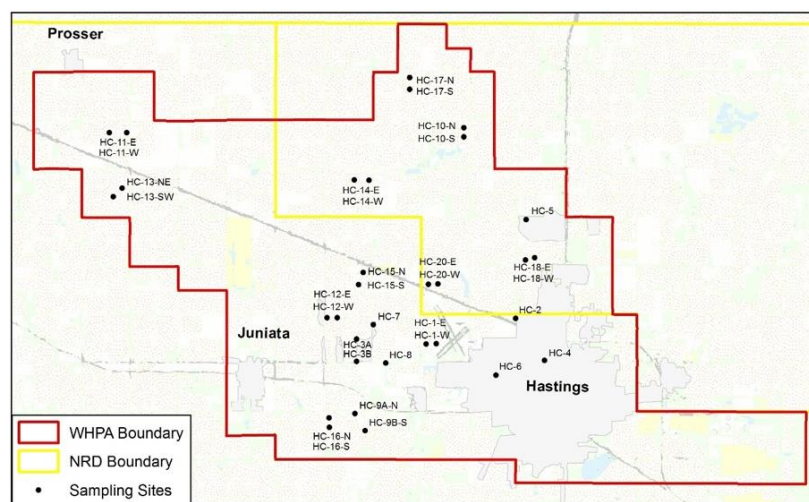 Prosser
HC-17-N
HC-17-S
HC-10-N
HC-10-S
HC-11-E
HC-11-W
HC-13-NE
HC-13-SW
HC-14-E
HC-14-W
HC-5
HC-20-E
HC-20-W
HC-18-E
HC-18-W
HC-15-N
HC-15-S
HC-12-E
HC-12-W
HC-7
HC-2
HC-1-E
HC-1-W
Juniata
HC-3A
HC-3B
HC-8
HC-4
HC-6
Hastings
HC-9A-N
HC-9B-S
HC-16-N
HC-16-S
WHPA Boundary
NRD Boundary
Sampling Sites